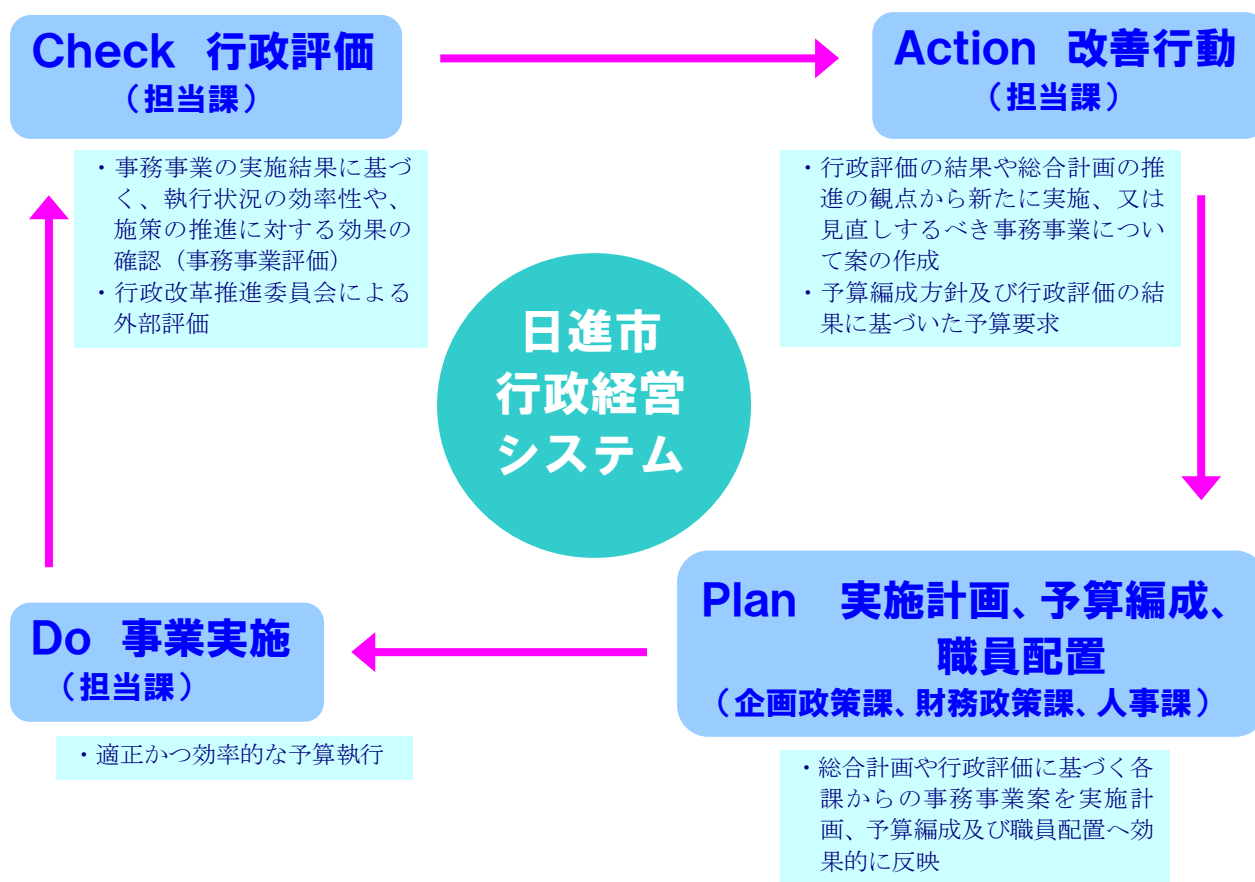 Check 行政評価
（担当課）
・事務事業の実施結果に基づ
く、執行状況の効率性や、
施策の推進に対する効果の
確認（事務事業評価）
・行政改革推進委員会による
外部評価
Action 改善行動
（担当課）
・行政評価の結果や総合計画の推
進の観点から新たに実施、又は
見直しするべき事務事業につい
て案の作成
・予算編成方針及び行政評価の結
果に基づいた予算要求
日進市
行政経営
システム
Plan 実施計画、予算編成、
職員配置
（企画政策課、財務政策課、人事課）
・総合計画や行政評価に基づく各
課からの事務事業案を実施計
画、予算編成及び職員配置へ効
果的に反映
Do 事業実施
（担当課）
・適正かつ効率的な予算執行